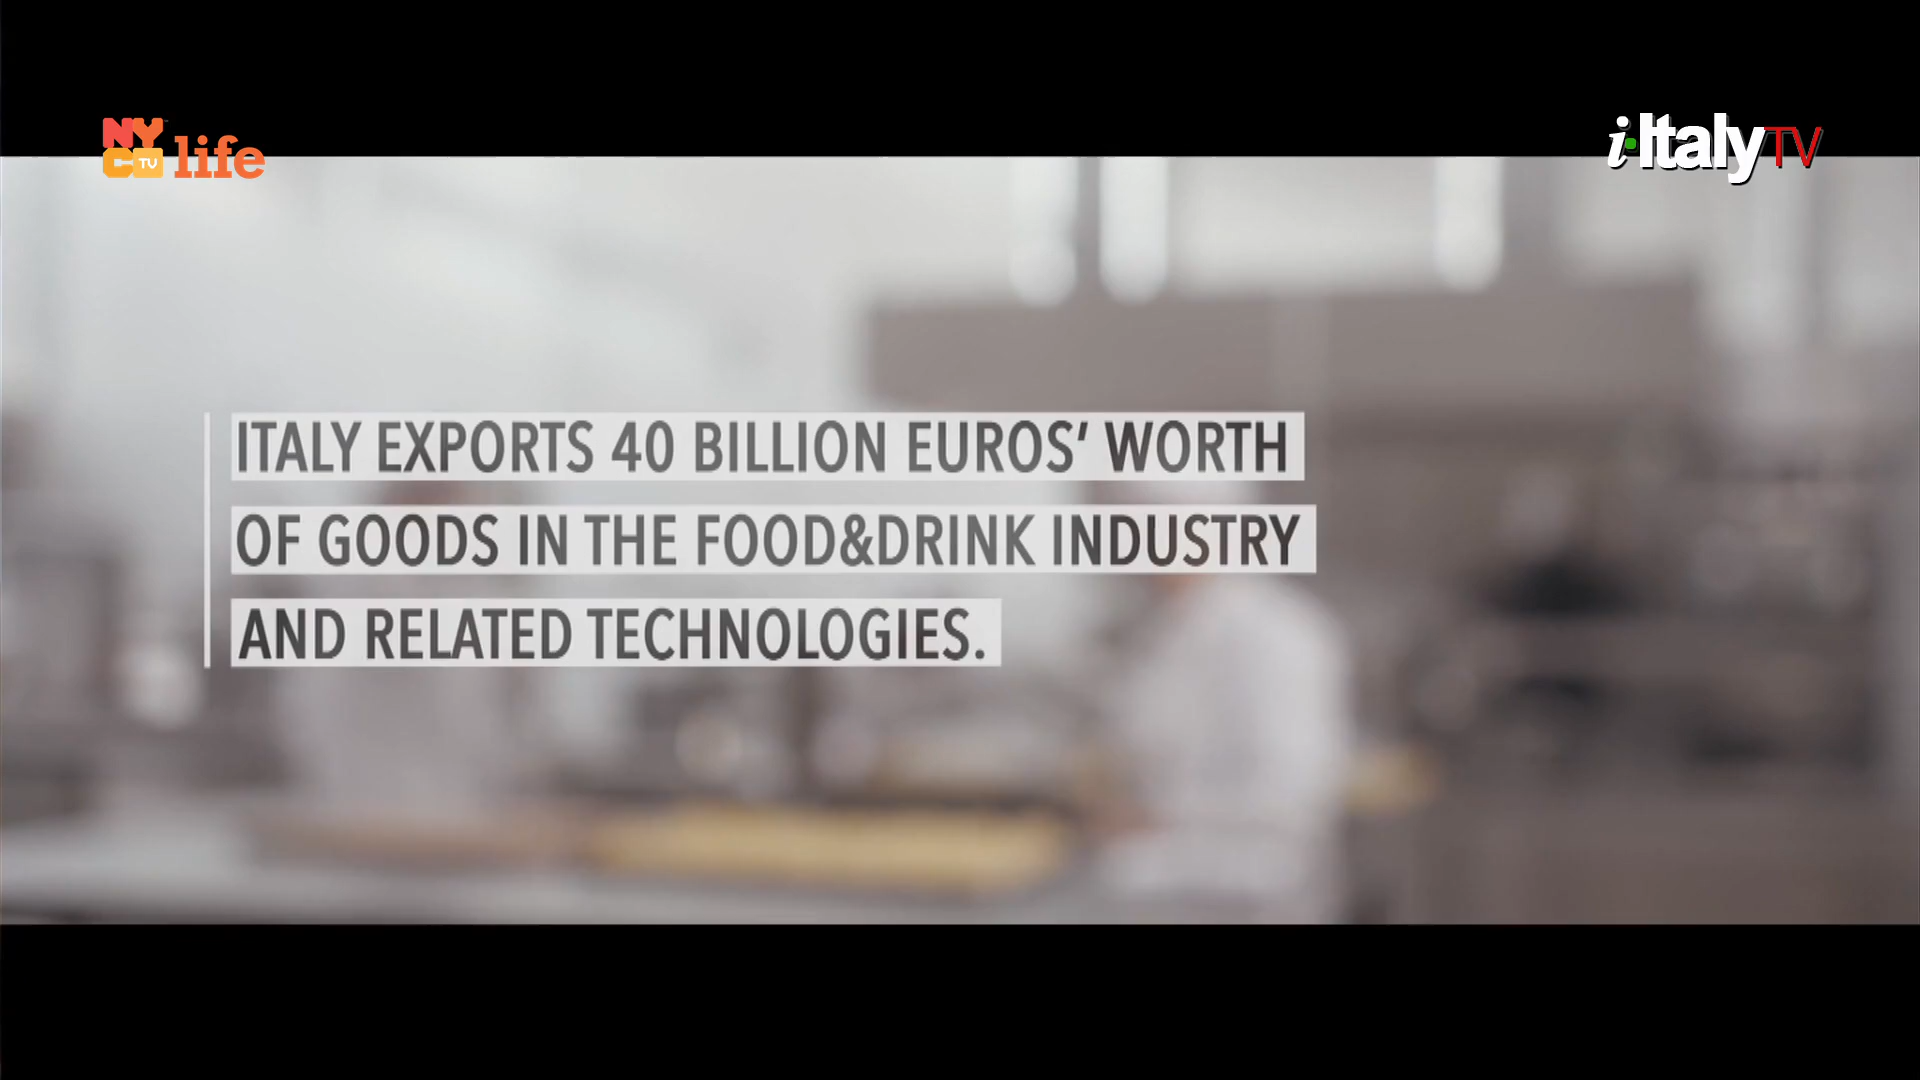 NYC TV life
i-ItalyTV
ITALY EXPORTS 40 BILLION EUROS’ WORTH
OF GOODS IN THE FOOD&DRINK INDUSTRY
AND RELATED TECHNOLOGIES.